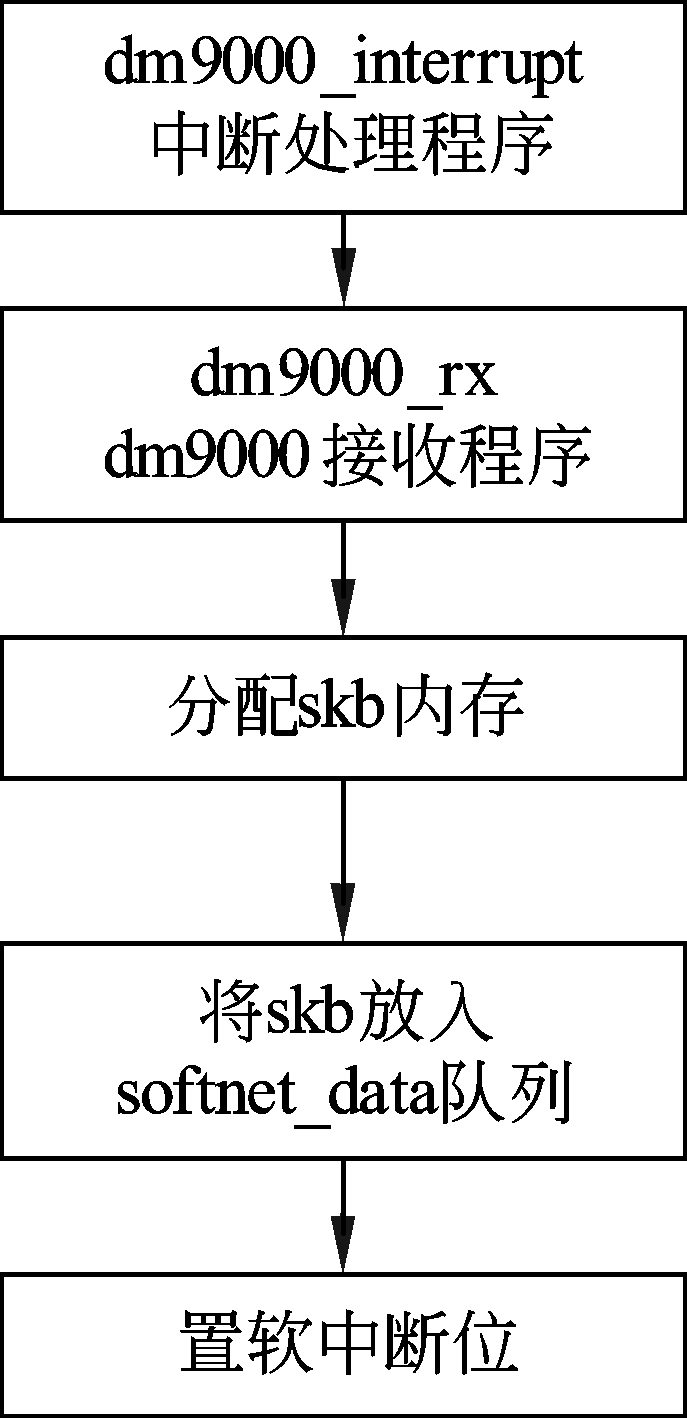 dm9000_interrupt
中断处理程序
dm9000_rx
dm9000接收程序
分配skb内存
将skb放入
softnet_data队列
置软中断位